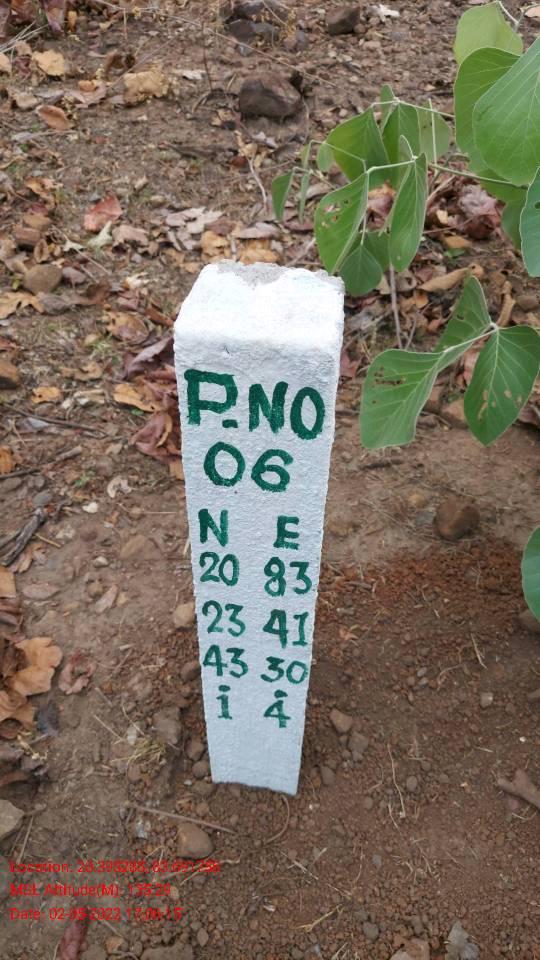 P.NO
06
N E
20 83
23 41
43 30
.1 .4
Location:
MSL Altitude(M):
Date: